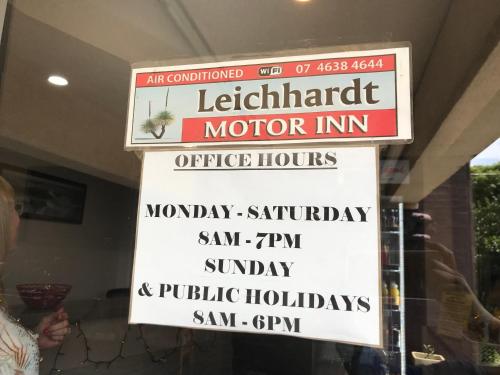 AIR CONDITIONED WiFi 07 4638 4644
Leichhardt
MOTOR INN
OFFICE HOURS
MONDAY - SATURDAY
8AM - 7PM
SUNDAY
& PUBLIC HOLIDAYS
8AM - 6PM